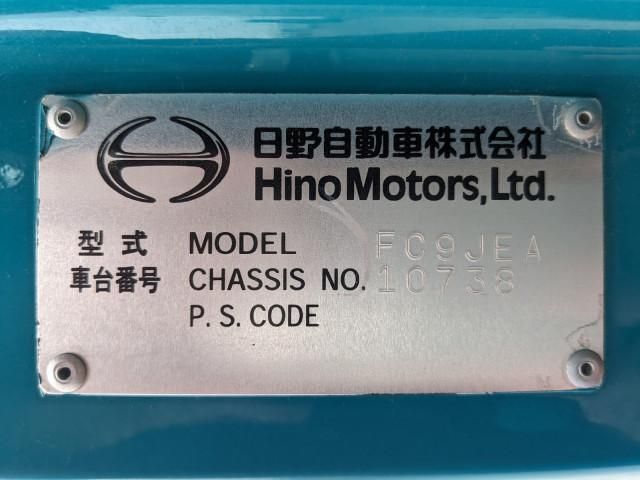 日野自動車株式会社
Hino Motors, Ltd.
型式 MODEL FC9JEA
車台番号 CHASSIS NO. 10738
P. S. CODE